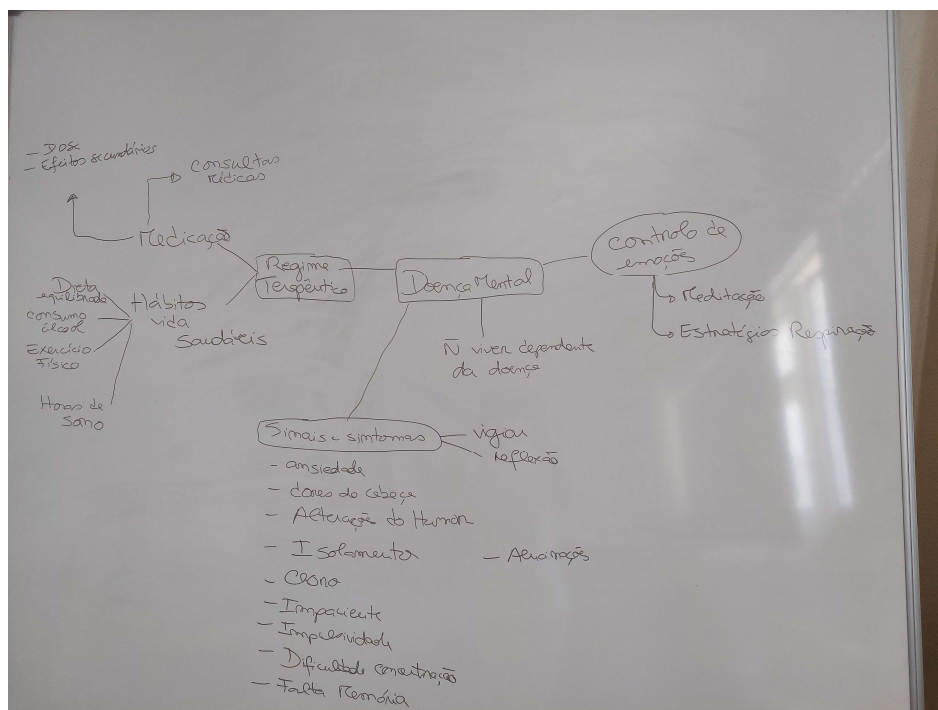 - Dose
- Efeitos secundários
Consultas
Médicas
Medicação
Regime
Terapêutico
Doença Mental
Controlo de
emoções
Meditação
Estratégias Respiração
Dieta
equilibrada
consumo
álcool
Exercício
Físico
Horas de
sono
Hábitos
vida
saudáveis
Ñ viver dependente
da doença
Sinais e sintomas
vigiar
reflexão
- ansiedade
- dores de cabeça
- Alteração do Humor
- Isolamento
- Alucinações
- Choro
- Impaciente
- Impulsividade
- Dificuldade concentração
- Falta Memória